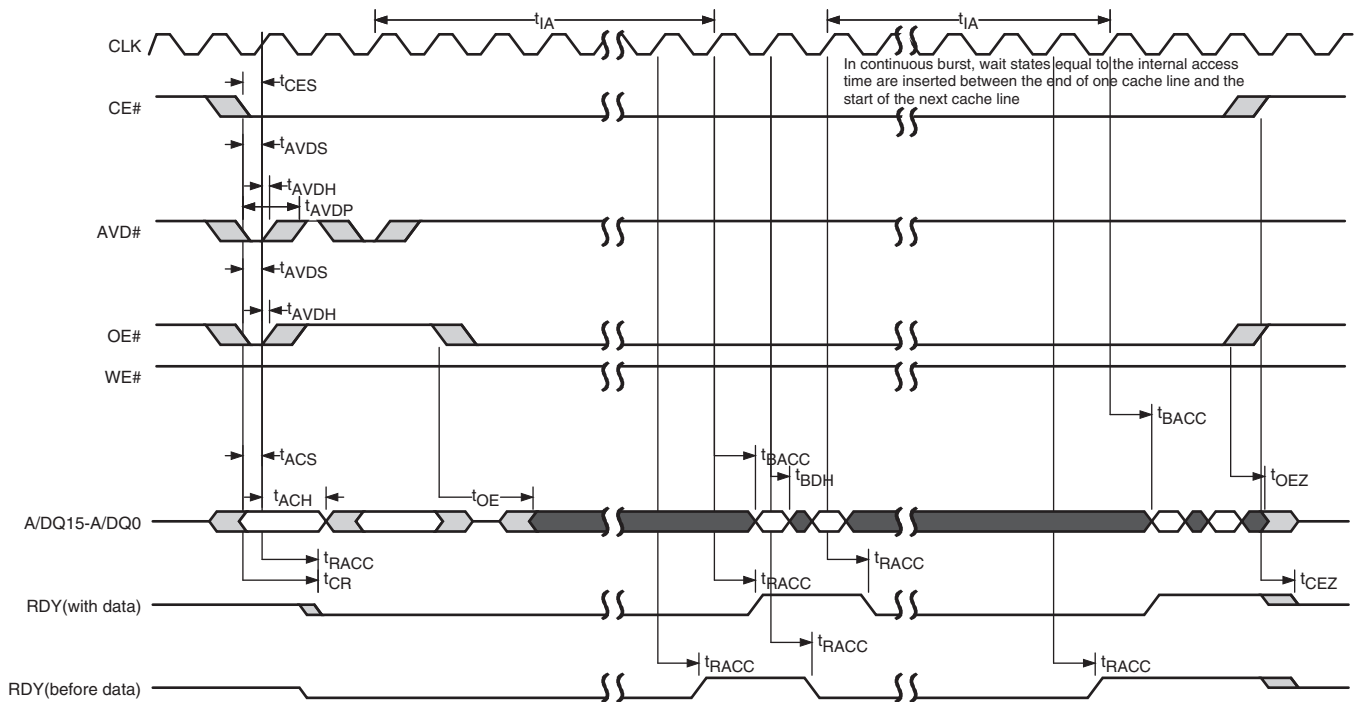 tIA
tIA
CLK
In continuous burst, wait states equal to the internal access
time are inserted between the end of one cache line and the
start of the next cache line
tCES
CE#
tAVDS
tAVDH
tAVDP
AVD#
tAVDS
tAVDH
OE#
WE#
tBACC
tACS
tBACC
tBDH
tOEZ
tACH
tOE
A/DQ15-A/DQ0
tRACC
tRACC
tCR
tRACC
tCEZ
RDY(with data)
tRACC
tRACC
tRACC
RDY(before data)